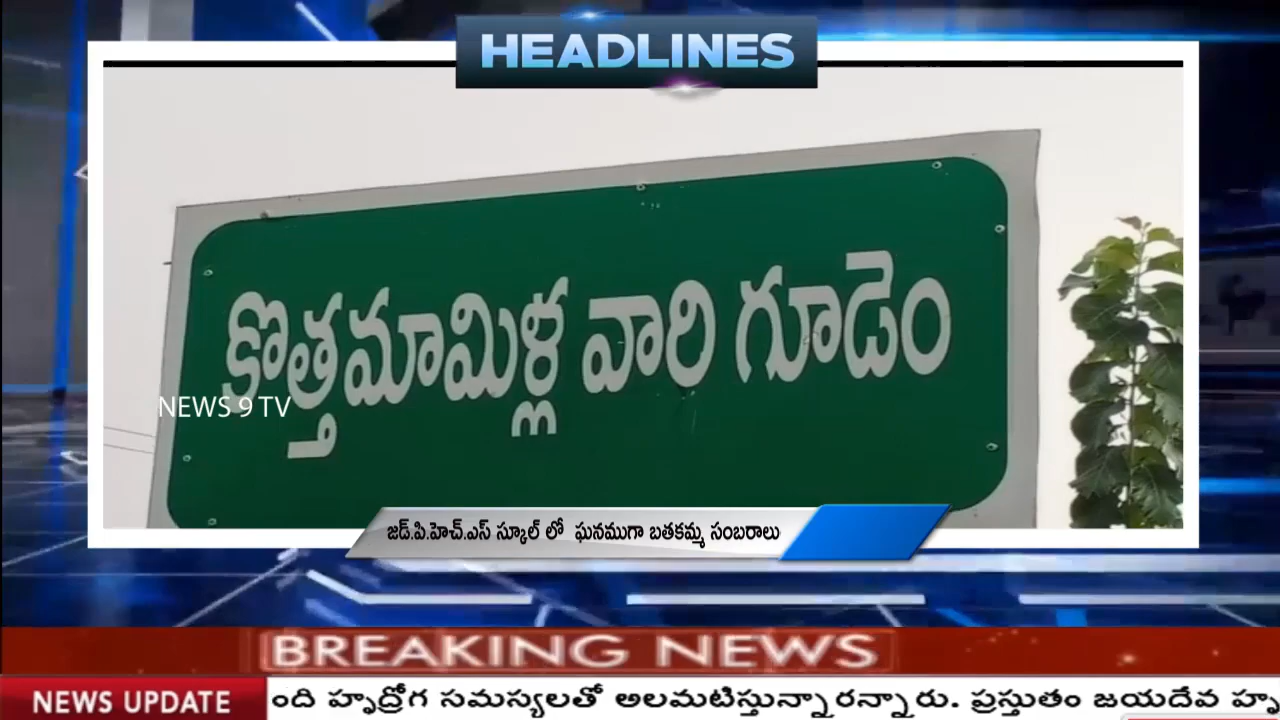 HEADLINES
కొత్తమామిళ్ల వారి గూడెం
NEWS 9 TV
జడ్.పి.హెచ్.ఎస్ స్కూల్ లో ఘనముగా బతకమ్మ సంబరాలు
BREAKING NEWS
NEWS UPDATE
ంది హృద్రోగ సమస్యలతో అలమటిస్తున్నారన్నారు. ప్రస్తుతం జయదేవ హృ